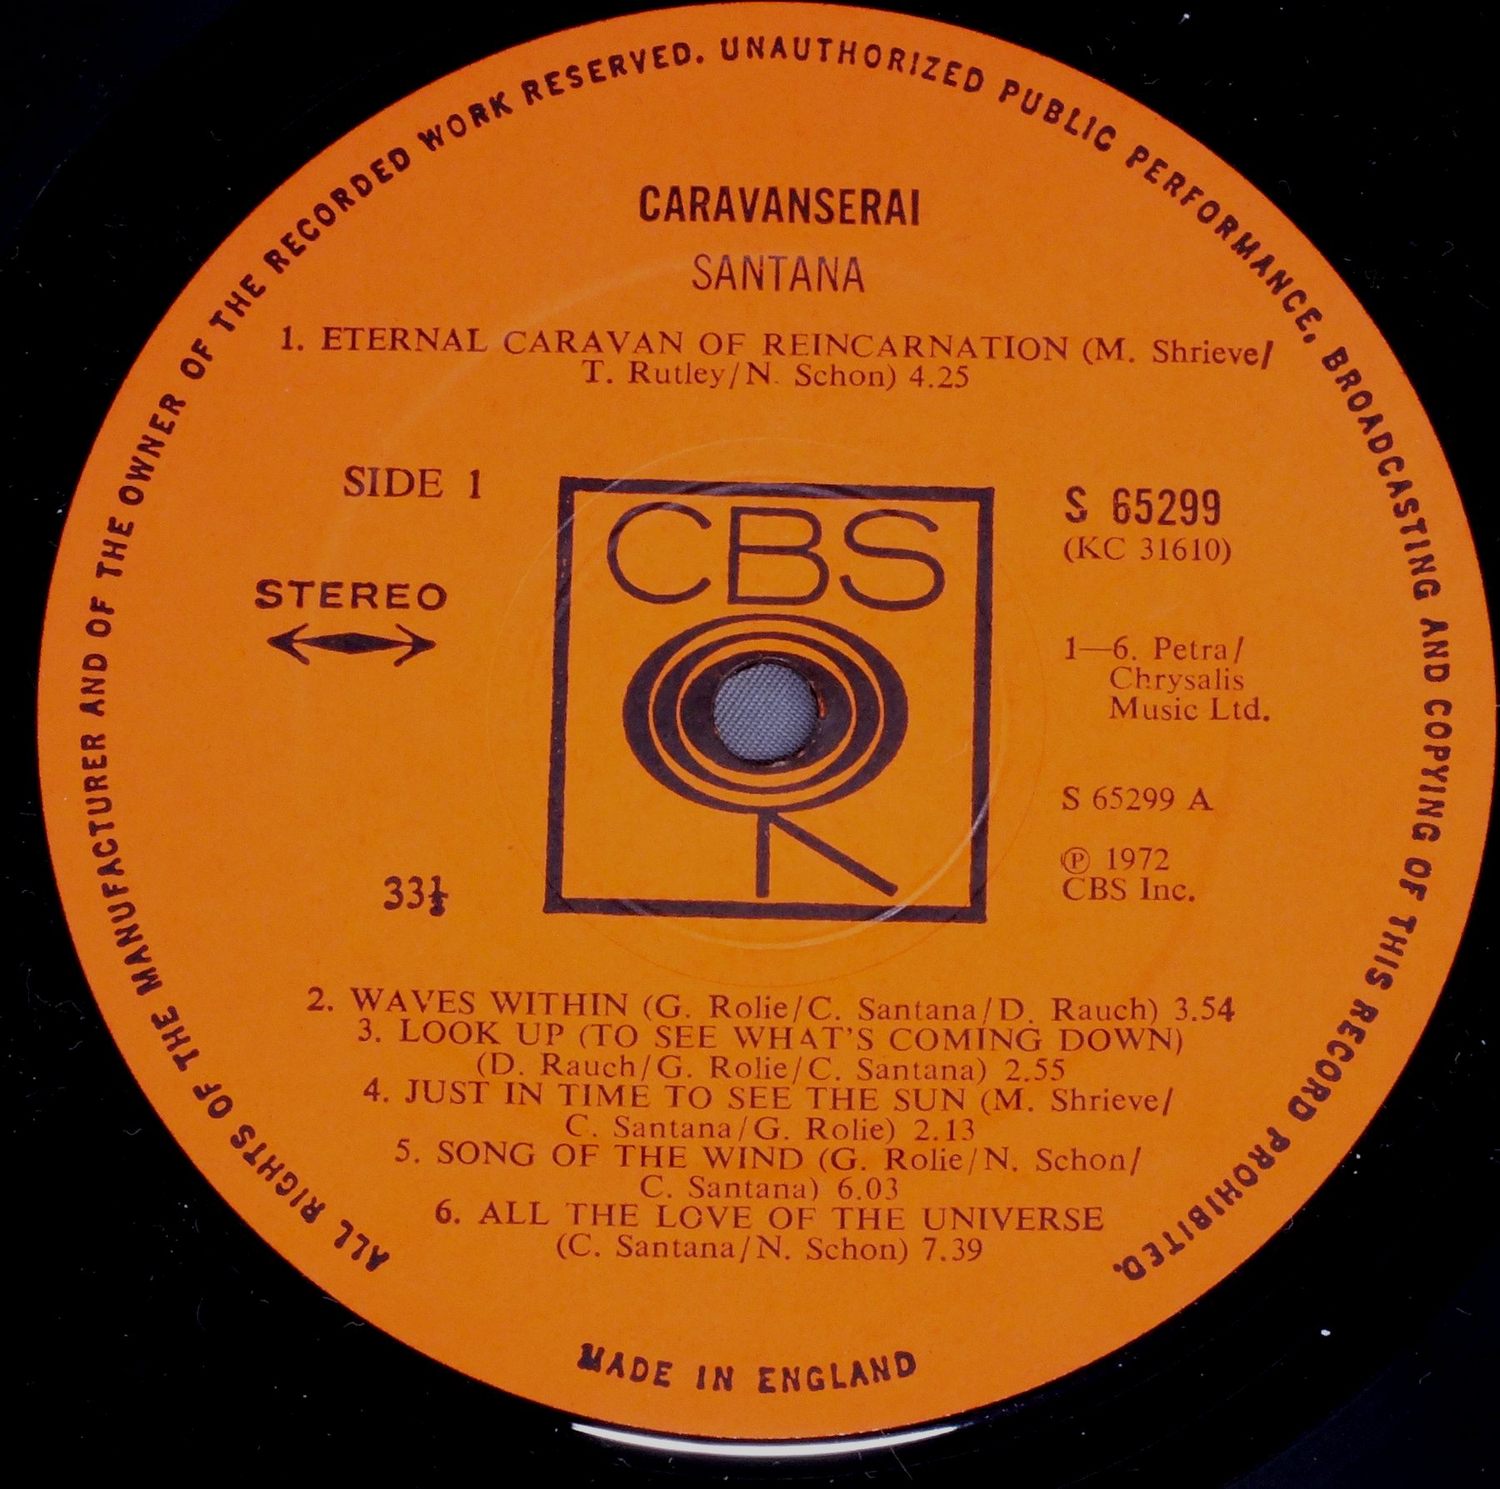 ALL RIGHTS OF THE MANUFACTURER AND OF THE OWNER OF THE RECORDED WORK RESERVED. UNAUTHORIZED PUBLIC PERFORMANCE, BROADCASTING AND COPYING OF THIS RECORD PROHIBITED.
CARAVANSERAI
SANTANA
1. ETERNAL CARAVAN OF REINCARNATION (M. Shrieve/
T. Rutley/N. Schon) 4.25
SIDE 1
STEREO
33⅓
CBS
S 65299
(KC 31610)
1—6. Petra/
Chrysalis
Music Ltd.
S 65299 A
℗ 1972
CBS Inc.
2. WAVES WITHIN (G. Rolie/C. Santana/D. Rauch) 3.54
3. LOOK UP (TO SEE WHAT'S COMING DOWN)
(D. Rauch/G. Rolie/C. Santana) 2.55
4. JUST IN TIME TO SEE THE SUN (M. Shrieve/
C. Santana/G. Rolie) 2.13
5. SONG OF THE WIND (G. Rolie/N. Schon/
C. Santana) 6.03
6. ALL THE LOVE OF THE UNIVERSE
(C. Santana/N. Schon) 7.39
MADE IN ENGLAND